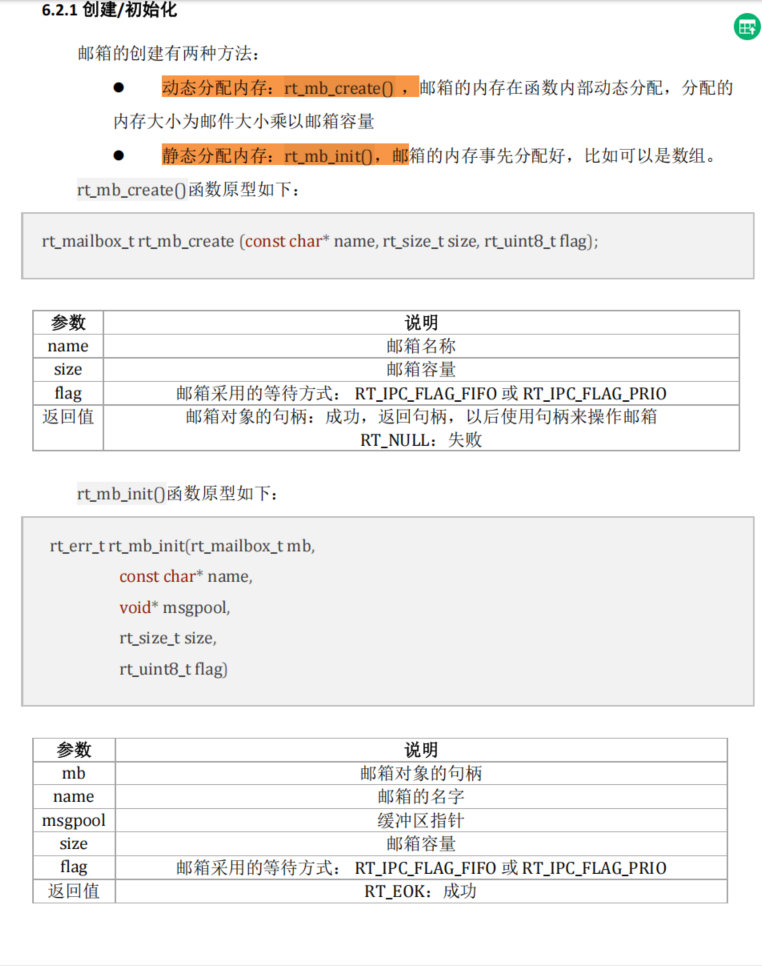 6.2.1 创建/初始化
邮箱的创建有两种方法：
● 动态分配内存：rt_mb_create() ，邮箱的内存在函数内部动态分配，分配的
内存大小为邮件大小乘以邮箱容量
● 静态分配内存：rt_mb_init()，邮箱的内存事先分配好，比如可以是数组。
rt_mb_create()函数原型如下：
rt_mailbox_t rt_mb_create (const char* name, rt_size_t size, rt_uint8_t flag);
参数 说明
name 邮箱名称
size 邮箱容量
flag 邮箱采用的等待方式： RT_IPC_FLAG_FIFO 或 RT_IPC_FLAG_PRIO
返回值 邮箱对象的句柄：成功，返回句柄，以后使用句柄来操作邮箱
RT_NULL：失败
rt_mb_init()函数原型如下：
rt_err_t rt_mb_init(rt_mailbox_t mb,
const char* name,
void* msgpool,
rt_size_t size,
rt_uint8_t flag)
参数 说明
mb 邮箱对象的句柄
name 邮箱的名字
msgpool 缓冲区指针
size 邮箱容量
flag 邮箱采用的等待方式： RT_IPC_FLAG_FIFO 或 RT_IPC_FLAG_PRIO
返回值 RT_EOK：成功